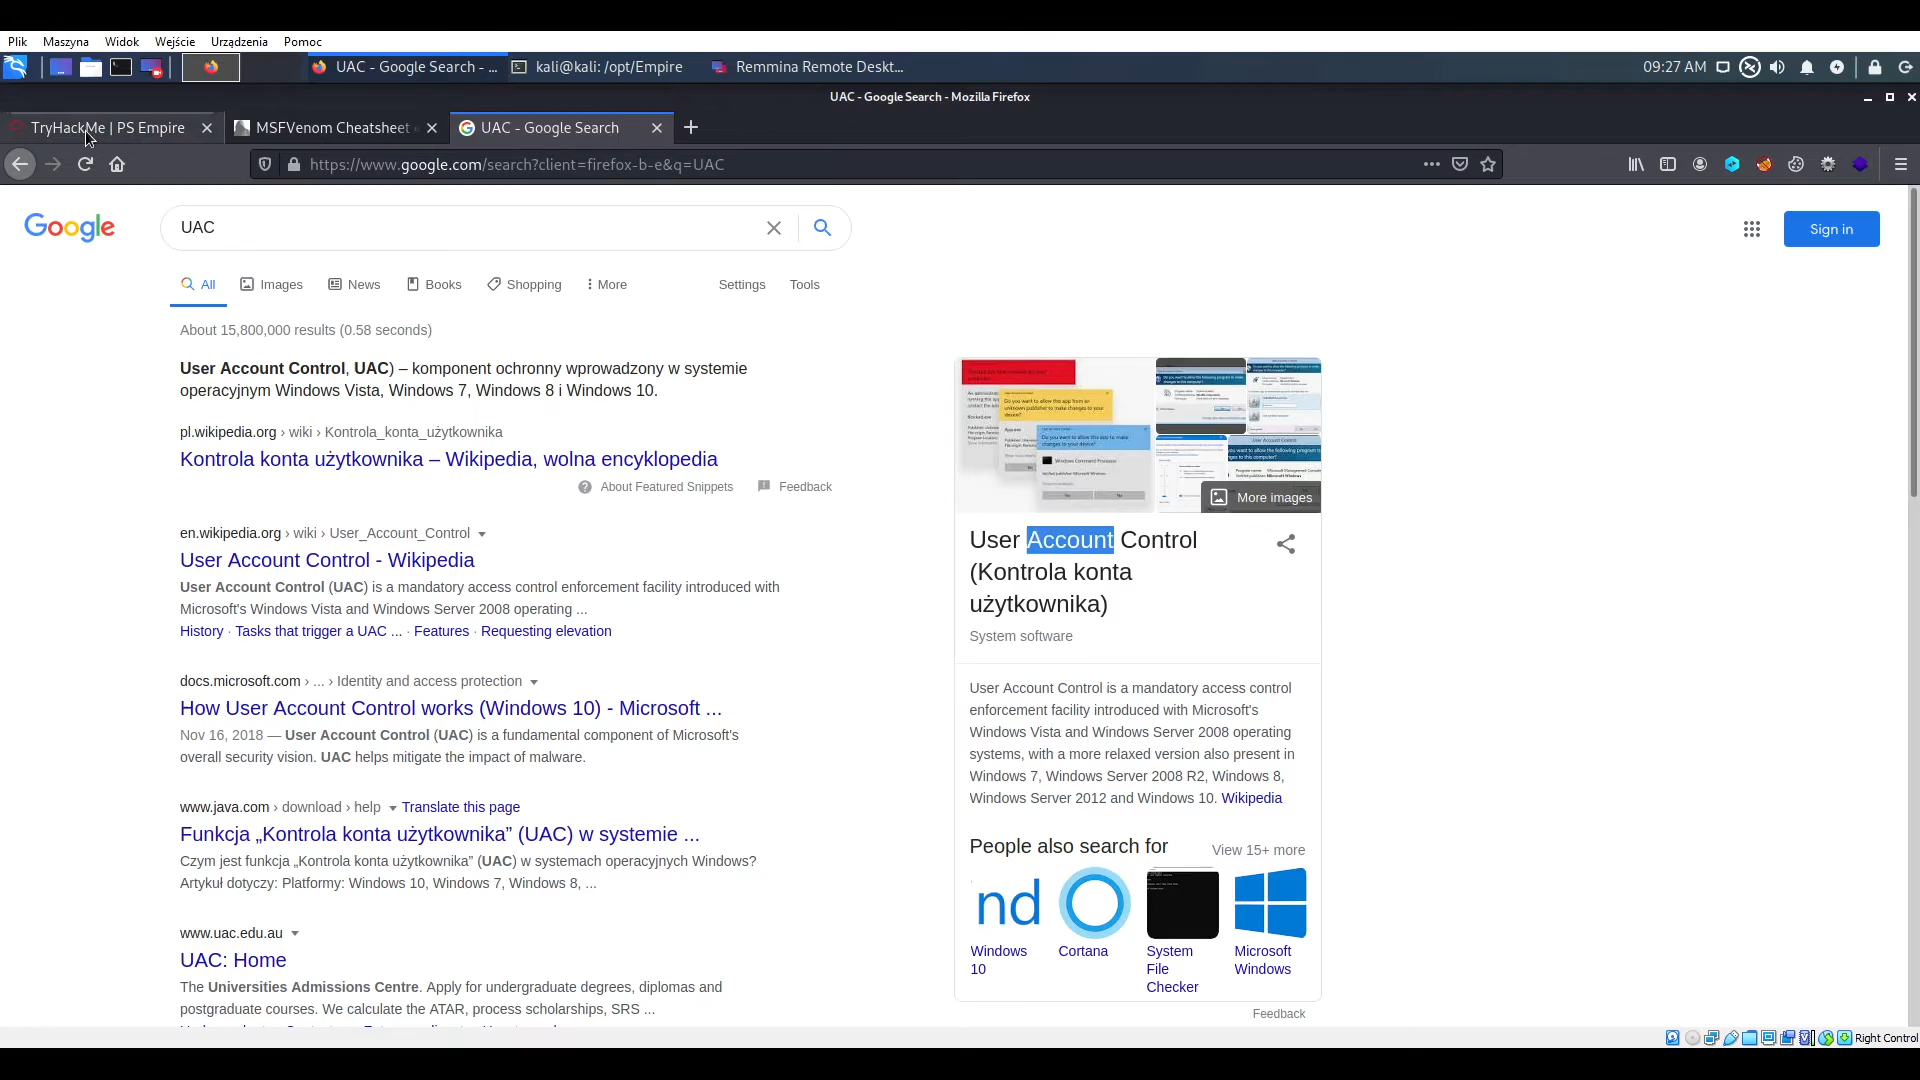 Plik Maszyna Widok Wejście Urządzenia Pomoc
UAC - Google Search - ... kali@kali: /opt/Empire Remmina Remote Deskt... 09:27 AM
UAC - Google Search - Mozilla Firefox
TryHackMe | PS Empire MSFVenom Cheatsheet UAC - Google Search
https://www.google.com/search?client=firefox-b-e&q=UAC
Google UAC Sign in
All Images News Books Shopping More Settings Tools
About 15,800,000 results (0.58 seconds)
User Account Control, UAC) – komponent ochronny wprowadzony w systemie
operacyjnym Windows Vista, Windows 7, Windows 8 i Windows 10.
pl.wikipedia.org › wiki › Kontrola_konta_użytkownika
Kontrola konta użytkownika – Wikipedia, wolna encyklopedia
About Featured Snippets Feedback
en.wikipedia.org › wiki › User_Account_Control
User Account Control - Wikipedia
User Account Control (UAC) is a mandatory access control enforcement facility introduced with
Microsoft's Windows Vista and Windows Server 2008 operating ...
History · Tasks that trigger a UAC ... · Features · Requesting elevation
docs.microsoft.com › ... › Identity and access protection
How User Account Control works (Windows 10) - Microsoft ...
Nov 16, 2018 — User Account Control (UAC) is a fundamental component of Microsoft's
overall security vision. UAC helps mitigate the impact of malware.
www.java.com › download › help Translate this page
Funkcja „Kontrola konta użytkownika” (UAC) w systemie ...
Czym jest funkcja „Kontrola konta użytkownika” (UAC) w systemach operacyjnych Windows?
Artykuł dotyczy: Platformy: Windows 10, Windows 7, Windows 8, ...
www.uac.edu.au
UAC: Home
The Universities Admissions Centre. Apply for undergraduate degrees, diplomas and
postgraduate courses. We calculate the ATAR, process scholarships, SRS ...
More images
User Account Control
(Kontrola konta
użytkownika)
System software
User Account Control is a mandatory access control
enforcement facility introduced with Microsoft's
Windows Vista and Windows Server 2008 operating
systems, with a more relaxed version also present in
Windows 7, Windows Server 2008 R2, Windows 8,
Windows Server 2012 and Windows 10. Wikipedia
People also search for View 15+ more
nd
Windows
10
Cortana
System
File
Checker
Microsoft
Windows
Feedback
Right Control